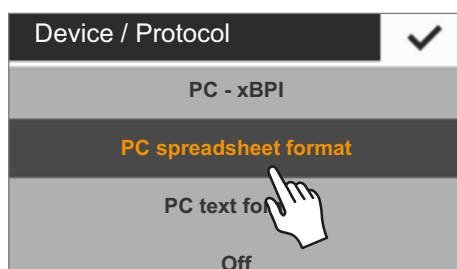 Device / Protocol
PC - xBPI
PC spreadsheet format
PC text
Off